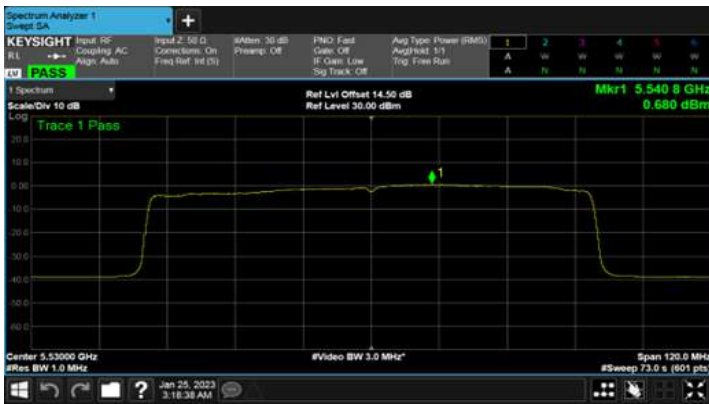 Spectrum Analyzer 1
Swept SA
+
KEYSIGHT
RL
PASS
Input: RF
Coupling: AC
Align: Auto
Input Z: 50 Ω
Corrections: On
Freq Ref: Int (S)
#Atten: 30 dB
Preamp: Off
PNO: Fast
Gate: Off
IF Gain: Low
Sig Track: Off
Avg Type: Power (RMS)
Avg|Hold: 1/1
Trig: Free Run
1 2 3 4 5 6
A W W W W W
A N N N N N
1 Spectrum
Scale/Div 10 dB
Log
Ref Lvl Offset 14.50 dB
Ref Level 30.00 dBm
Mkr1 5.540 8 GHz
0.680 dBm
Trace 1 Pass
20.0
10.0
1
0.00
-10.0
-20.0
-30.0
-40.0
-50.0
-60.0
Center 5.53000 GHz
#Res BW 1.0 MHz
#Video BW 3.0 MHz*
Span 120.0 MHz
#Sweep 73.0 s (601 pts)
?
Jan 25, 2023
3:18:38 AM